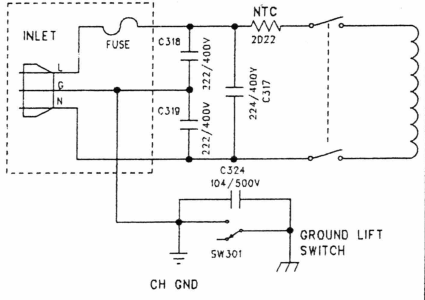 INLET
L
G
N
FUSE
C318
222/400V
C319
222/400V
224/400V
C317
NTC
2D22
C324
104/500V
SW301
GROUND LIFT
SWITCH
CH GND